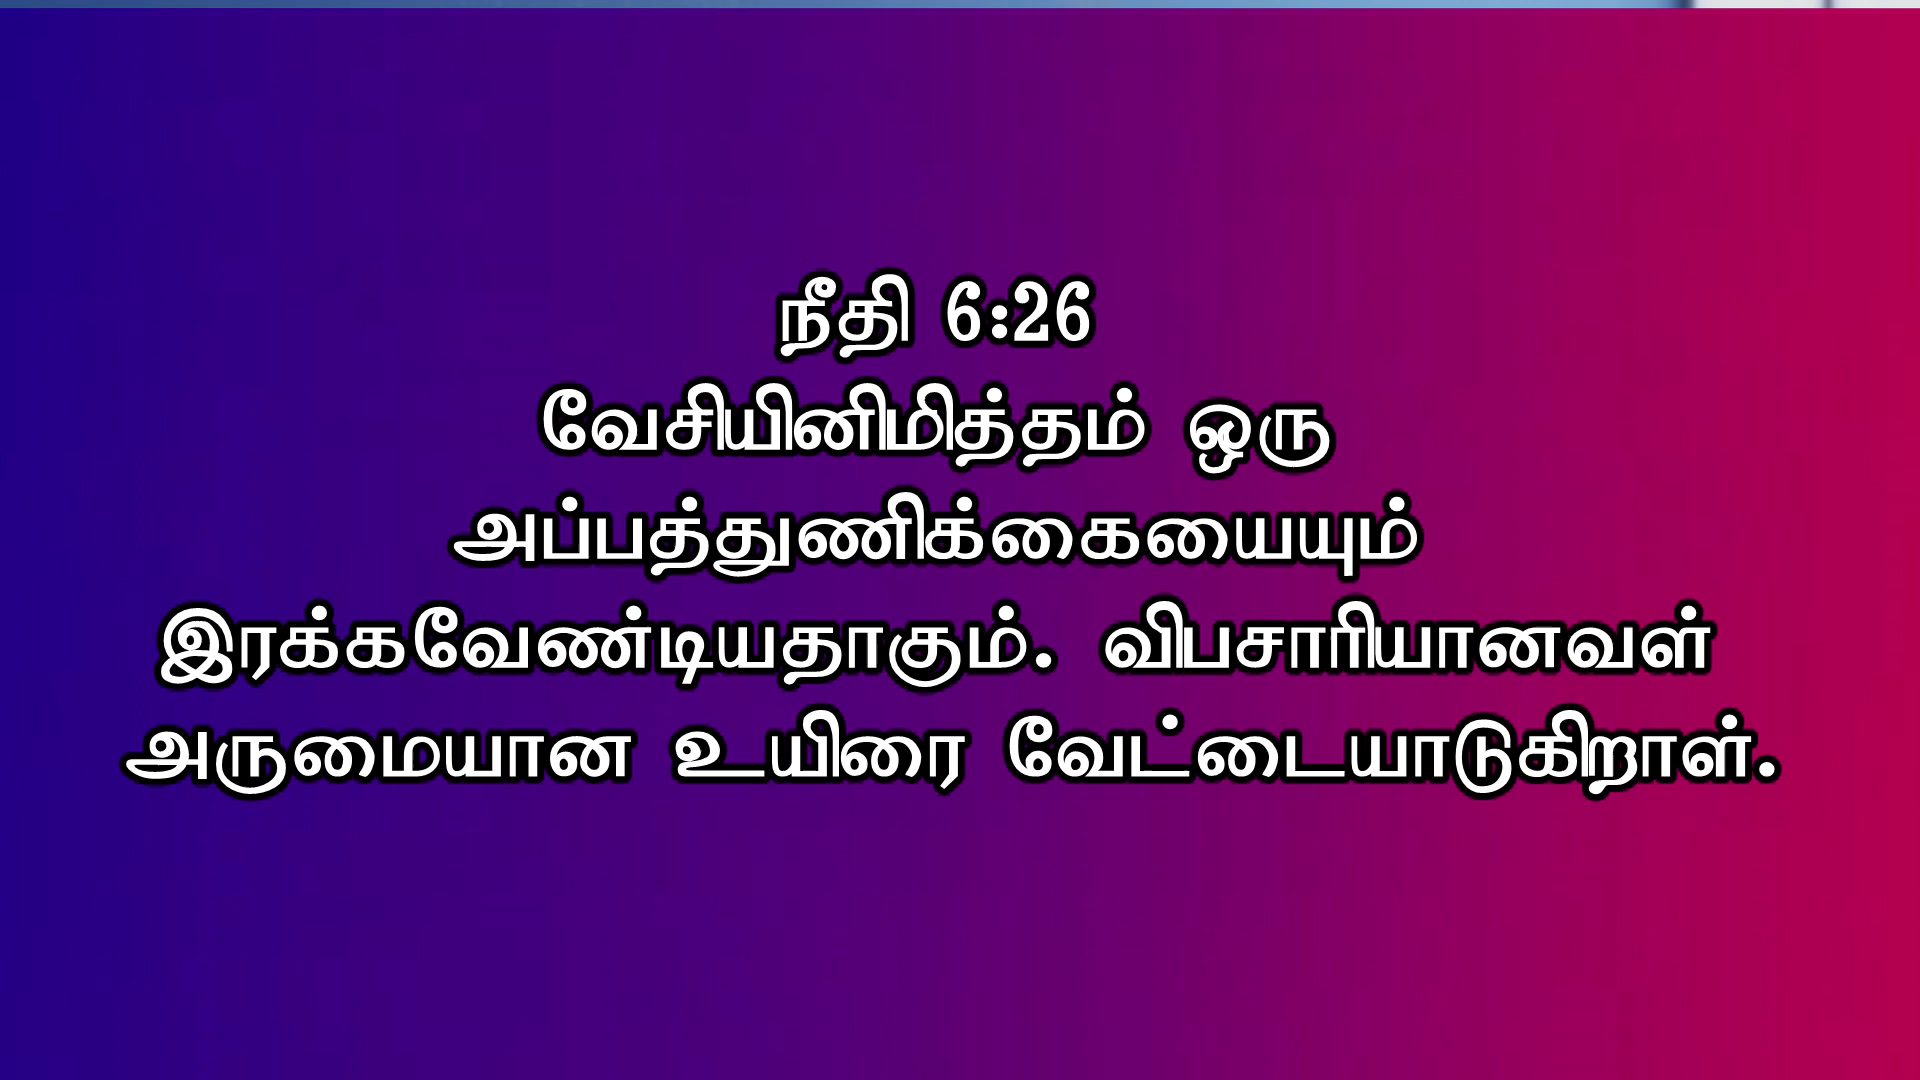 நீதி 6:26
வேசியினிமித்தம் ஒரு
அப்பத்துணிக்கையையும்
இரக்கவேண்டியதாகும். விபசாரியானவள்
அருமையான உயிரை வேட்டையாடுகிறாள்.